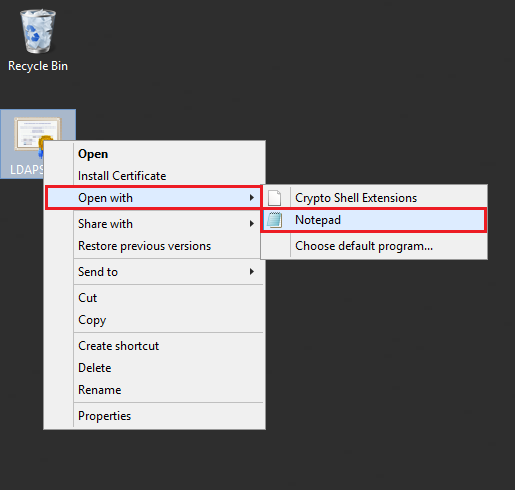 Recycle Bin
LDAPS
Open
Install Certificate
Open with
Crypto Shell Extensions
Notepad
Choose default program...
Share with
Restore previous versions
Send to
Cut
Copy
Create shortcut
Delete
Rename
Properties